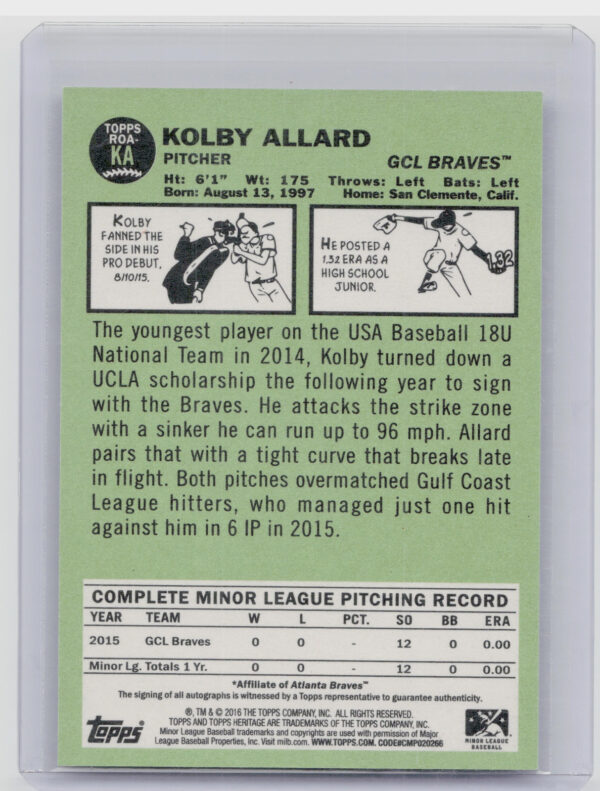 TOPPS
ROA-
KA
KOLBY ALLARD
PITCHER
GCL BRAVES™
Ht: 6'1" Wt: 175 Throws: Left Bats: Left
Born: August 13, 1997 Home: San Clemente, Calif.
KOLBY
FANNED THE
SIDE IN HIS
PRO DEBUT,
8/10/15.
HE POSTED A
1.32 ERA AS A
HIGH SCHOOL
JUNIOR.
1.32
The youngest player on the USA Baseball 18U
National Team in 2014, Kolby turned down a
UCLA scholarship the following year to sign
with the Braves. He attacks the strike zone
with a sinker he can run up to 96 mph. Allard
pairs that with a tight curve that breaks late
in flight. Both pitches overmatched Gulf Coast
League hitters, who managed just one hit
against him in 6 IP in 2015.
COMPLETE MINOR LEAGUE PITCHING RECORD
YEAR TEAM W L PCT. SO BB ERA
2015 GCL Braves 0 0 - 12 0 0.00
Minor Lg. Totals 1 Yr. 0 0 - 12 0 0.00
*Affiliate of Atlanta Braves™
The signing of all autographs is witnessed by a Topps representative to guarantee authenticity.
®, TM & © 2016 THE TOPPS COMPANY, INC. ALL RIGHTS RESERVED.
TOPPS AND TOPPS HERITAGE ARE TRADEMARKS OF THE TOPPS COMPANY, INC.
Minor League Baseball trademarks and copyrights are used with permission of Major
League Baseball Properties, Inc. Visit milb.com. WWW.TOPPS.COM. CODE#CMP020266
Topps
MINOR LEAGUE
BASEBALL